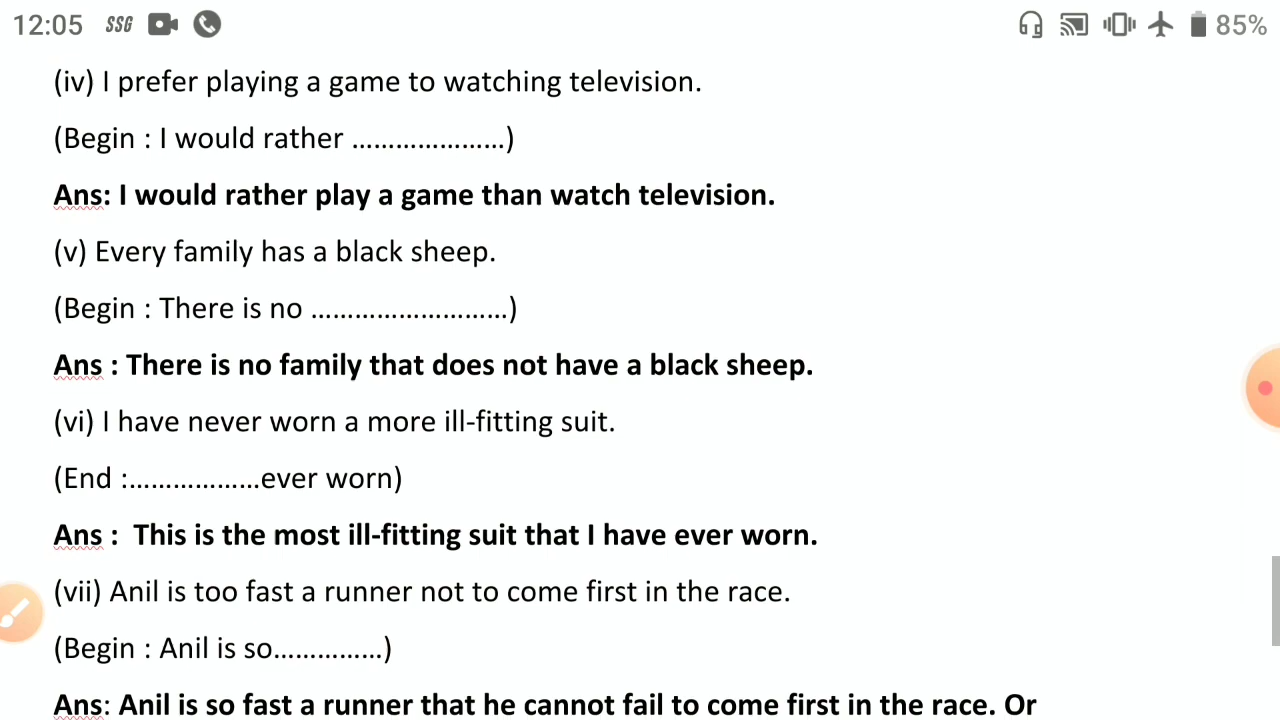 12:05 SSG 85%
(iv) I prefer playing a game to watching television.
(Begin : I would rather .....................)
Ans: I would rather play a game than watch television.
(v) Every family has a black sheep.
(Begin : There is no ...........................)
Ans : There is no family that does not have a black sheep.
(vi) I have never worn a more ill-fitting suit.
(End :..................ever worn)
Ans :  This is the most ill-fitting suit that I have ever worn.
(vii) Anil is too fast a runner not to come first in the race.
(Begin : Anil is so...............)
Ans: Anil is so fast a runner that he cannot fail to come first in the race. Or